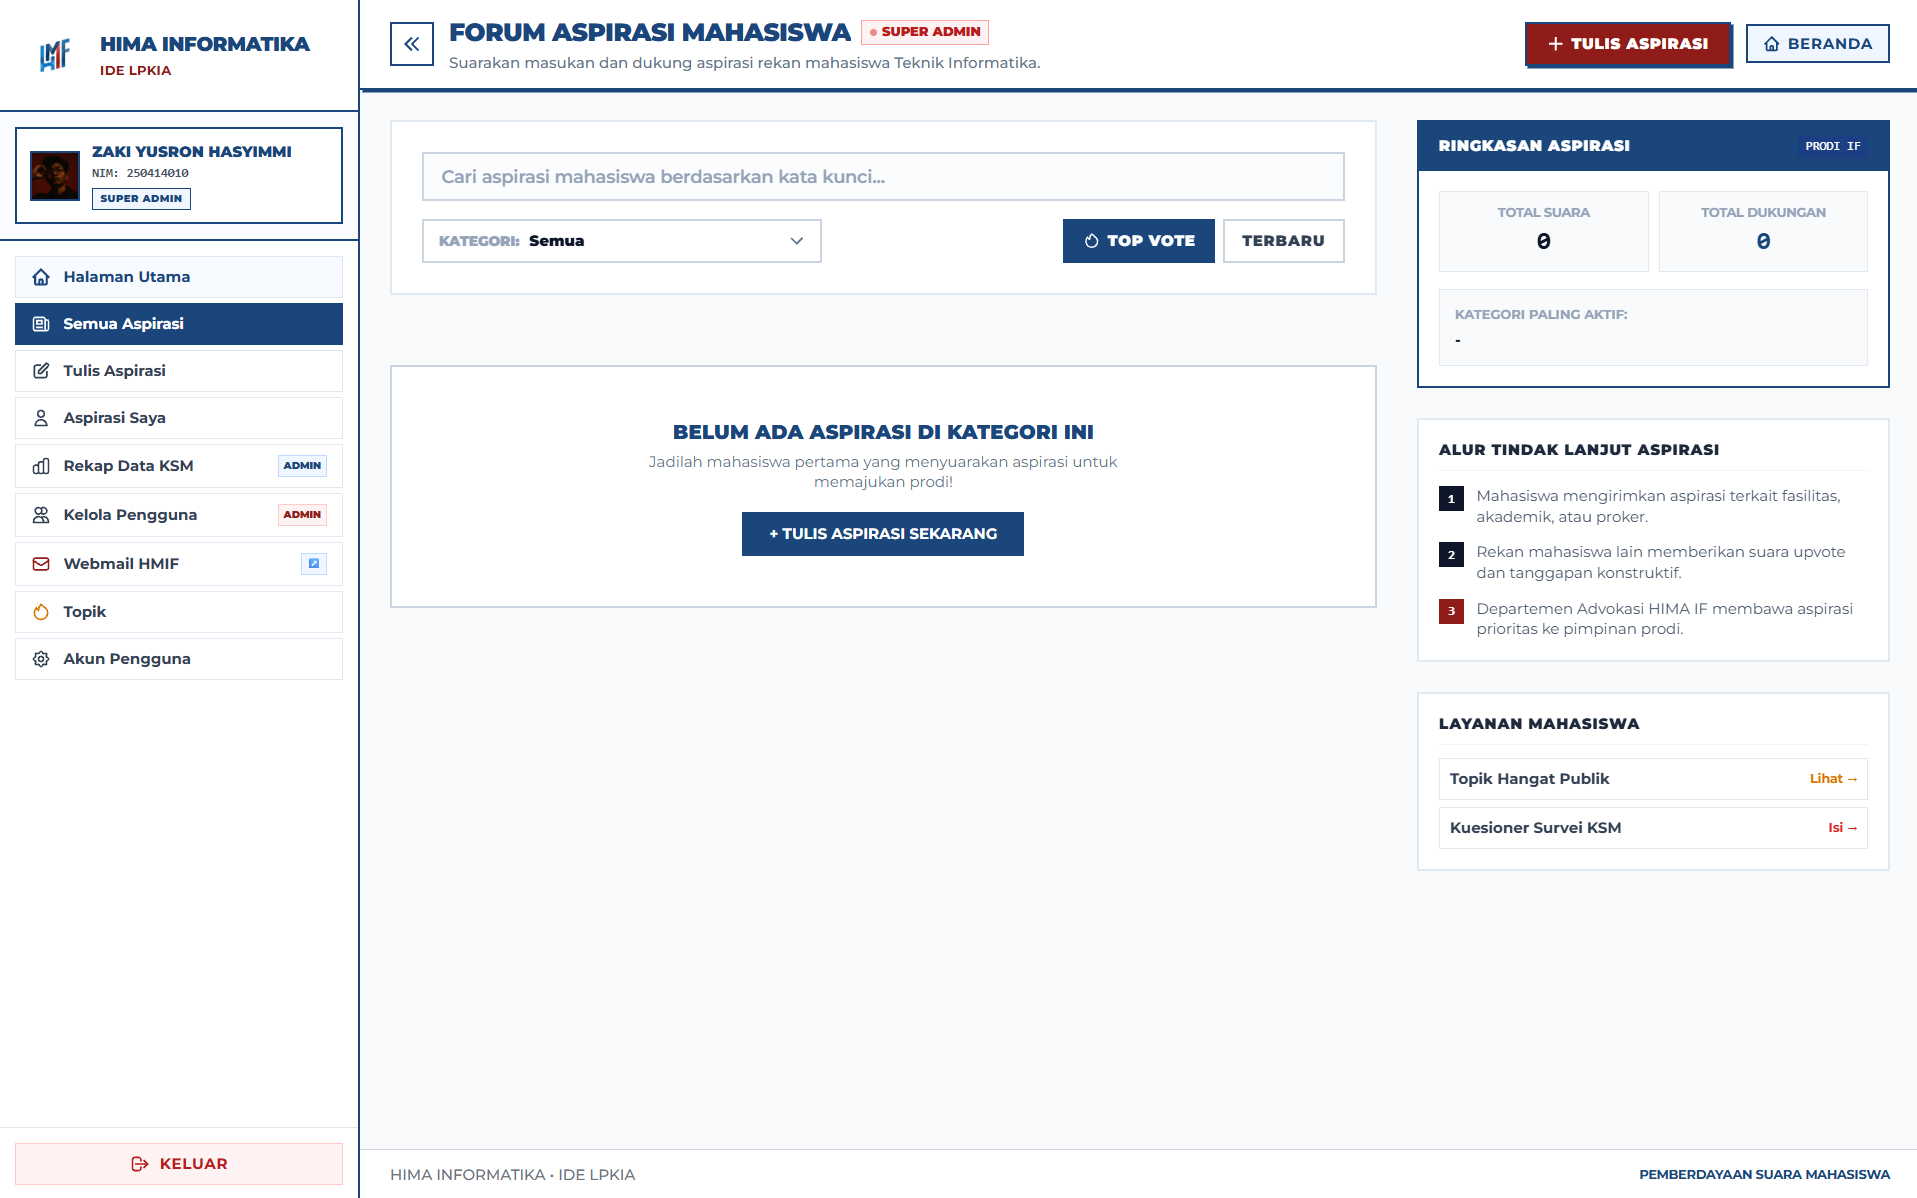 HIMA INFORMATIKA
IDE LPKIA
ZAKI YUSRON HASYIMMI
NIM: 250414010
SUPER ADMIN
Halaman Utama
Semua Aspirasi
Tulis Aspirasi
Aspirasi Saya
Rekap Data KSM ADMIN
Kelola Pengguna ADMIN
Webmail HMIF
Topik
Akun Pengguna
KELUAR
FORUM ASPIRASI MAHASISWA SUPER ADMIN
Suarakan masukan dan dukung aspirasi rekan mahasiswa Teknik Informatika.
+ TULIS ASPIRASI
BERANDA
Cari aspirasi mahasiswa berdasarkan kata kunci...
KATEGORI: Semua
TOP VOTE
TERBARU
BELUM ADA ASPIRASI DI KATEGORI INI
Jadilah mahasiswa pertama yang menyuarakan aspirasi untuk
memajukan prodi!
+ TULIS ASPIRASI SEKARANG
RINGKASAN ASPIRASI PRODI IF
TOTAL SUARA
0
TOTAL DUKUNGAN
0
KATEGORI PALING AKTIF:
-
ALUR TINDAK LANJUT ASPIRASI
1 Mahasiswa mengirimkan aspirasi terkait fasilitas,
akademik, atau proker.
2 Rekan mahasiswa lain memberikan suara upvote
dan tanggapan konstruktif.
3 Departemen Advokasi HIMA IF membawa aspirasi
prioritas ke pimpinan prodi.
LAYANAN MAHASISWA
Topik Hangat Publik Lihat →
Kuesioner Survei KSM Isi →
HIMA INFORMATIKA • IDE LPKIA
PEMBERDAYAAN SUARA MAHASISWA